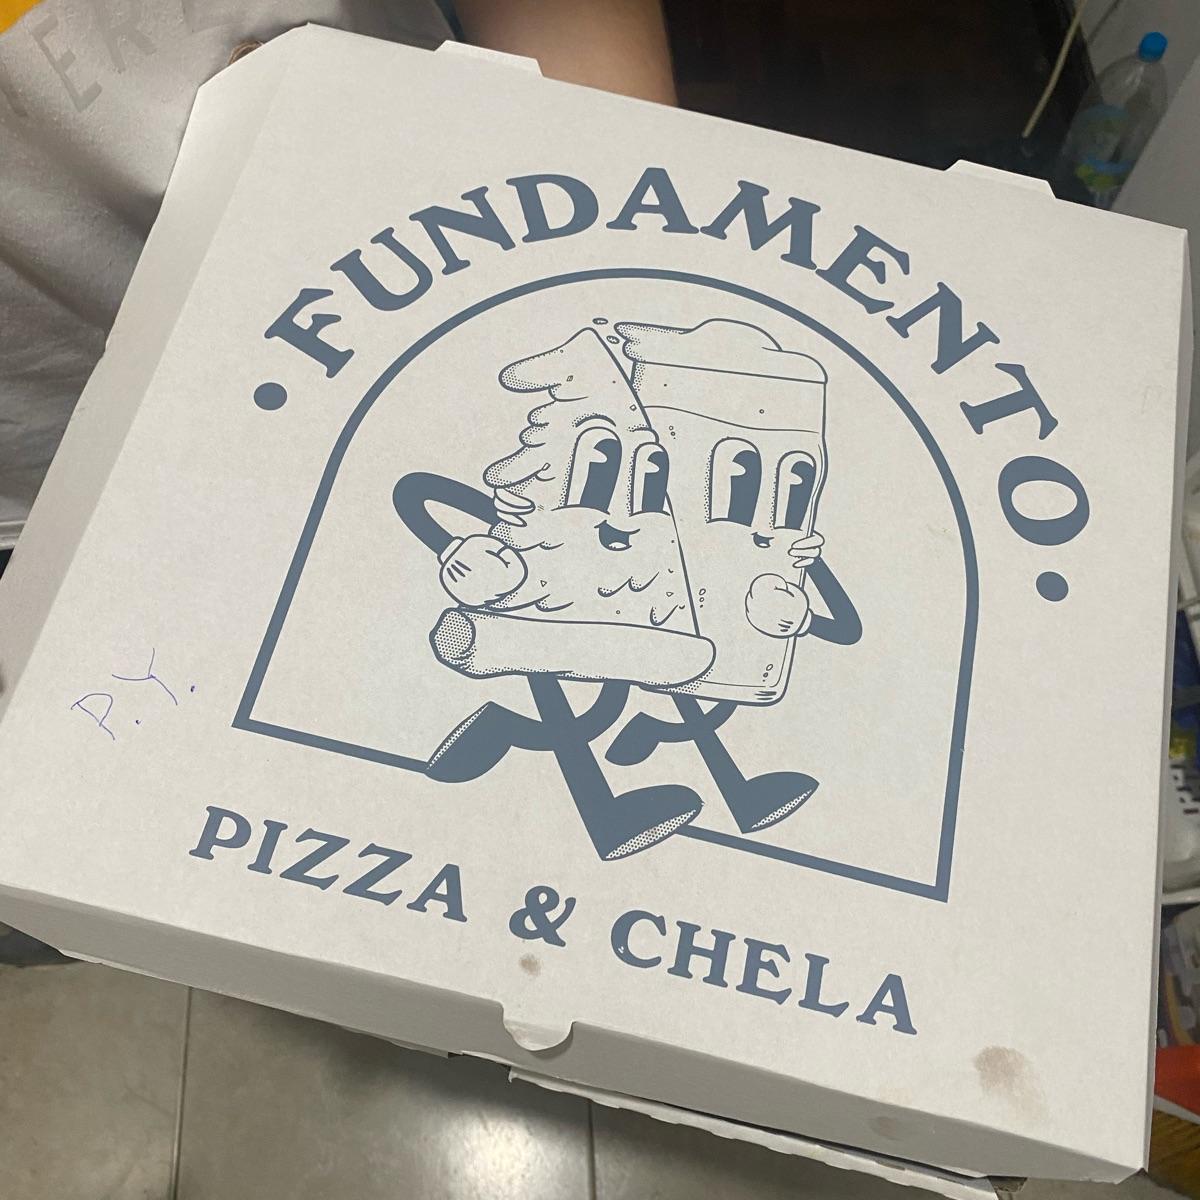 • FUNDAMENTO •
P.Y.
PIZZA & CHELA